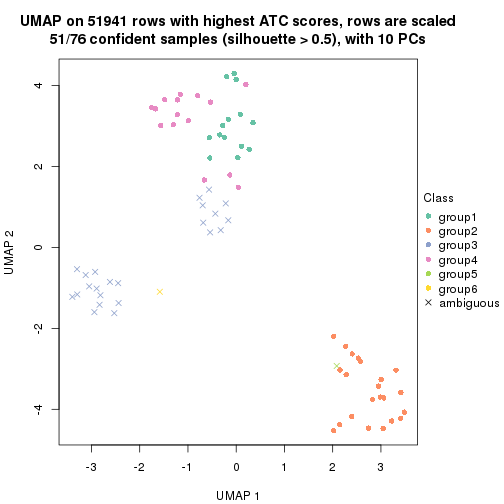 UMAP on 51941 rows with highest ATC scores, rows are scaled
51/76 confident samples (silhouette > 0.5), with 10 PCs
4
2
0
-2
-4
UMAP 2
-3
-2
-1
0
1
2
3
UMAP 1
Class
group1
group2
group3
group4
group5
group6
ambiguous